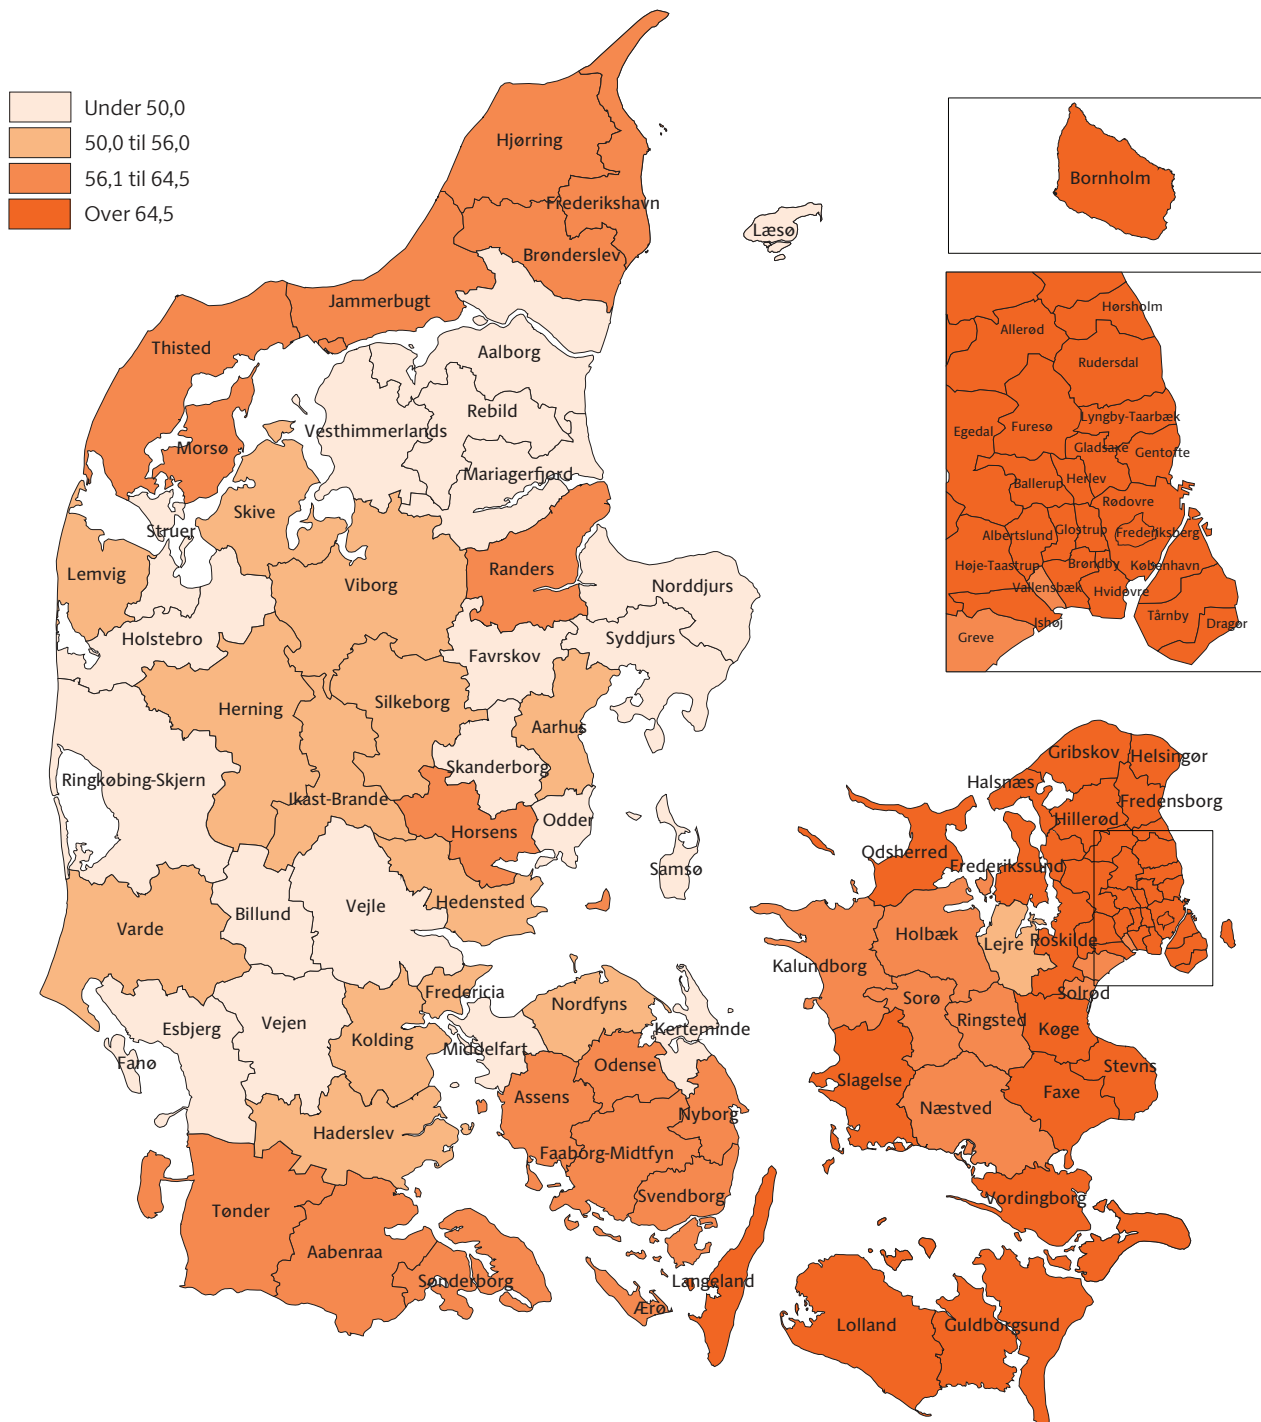 Under 50,0
50,0 til 56,0
56,1 til 64,5
Over 64,5
Hjørring
Frederikshavn
Brønderslev
Læsø
Jammerbugt
Thisted
Aalborg
Rebild
Vesthimmerlands
Morsø
Mariagerfjord
Skive
Struer
Lemvig
Viborg
Randers
Norddjurs
Holstebro
Syddjurs
Favrskov
Herning
Silkeborg
Aarhus
Skanderborg
Ringkøbing-Skjern
Ikast-Brande
Horsens
Odder
Samsø
Hedensted
Billund
Vejle
Varde
Fredericia
Nordfyns
Esbjerg
Vejen
Kolding
Kerteminde
Middelfart
Fanø
Odense
Assens
Nyborg
Haderslev
Faaborg-Midtfyn
Svendborg
Tønder
Aabenraa
Sønderborg
Langeland
Ærø
Bornholm
Hørsholm
Allerød
Rudersdal
Lyngby-Taarbæk
Egedal
Furesø
Gladsaxe
Gentofte
Ballerup
Herlev
Rødovre
Albertslund
Glostrup
Frederiksberg
Høje-Taastrup
Brøndby
København
Vallensbæk
Hvidovre
Tårnby
Ishøj
Dragør
Greve
Gribskov
Helsingør
Halsnæs
Fredensborg
Hillerød
Odsherred
Frederikssund
Holbæk
Lejre
Roskilde
Kalundborg
Solrød
Sorø
Ringsted
Køge
Stevns
Slagelse
Faxe
Næstved
Vordingborg
Lolland
Guldborgsund